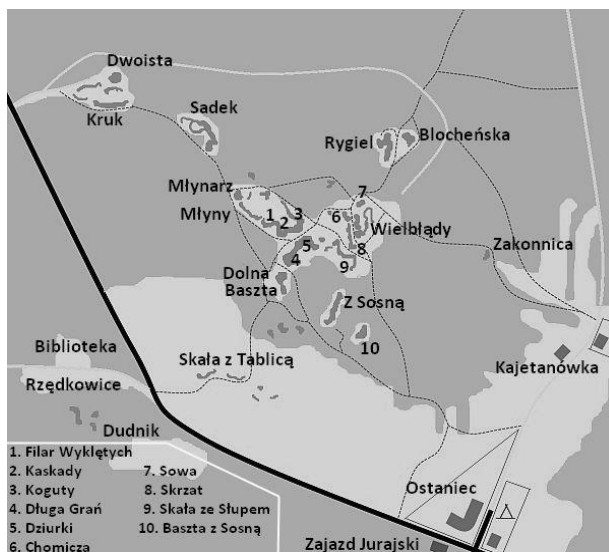 Dwoista
Kruk
Sadek
Rygiel
Blocheńska
Młynarz
Młyny
1
2
3
6
7
Wielbłądy
5
4
8
9
Zakonnica
Dolna
Baszta
Z Sosną
10
Skała z Tablicą
Biblioteka
Rzędkowice
Kajetanówka
Dudnik
1. Filar Wyklętych
2. Kaskady
3. Koguty
4. Długa Grań
5. Dziurki
6. Chomicza
7. Sowa
8. Skrzat
9. Skała ze Słupem
10. Baszta z Sosną
Ostaniec
Zajazd Jurajski